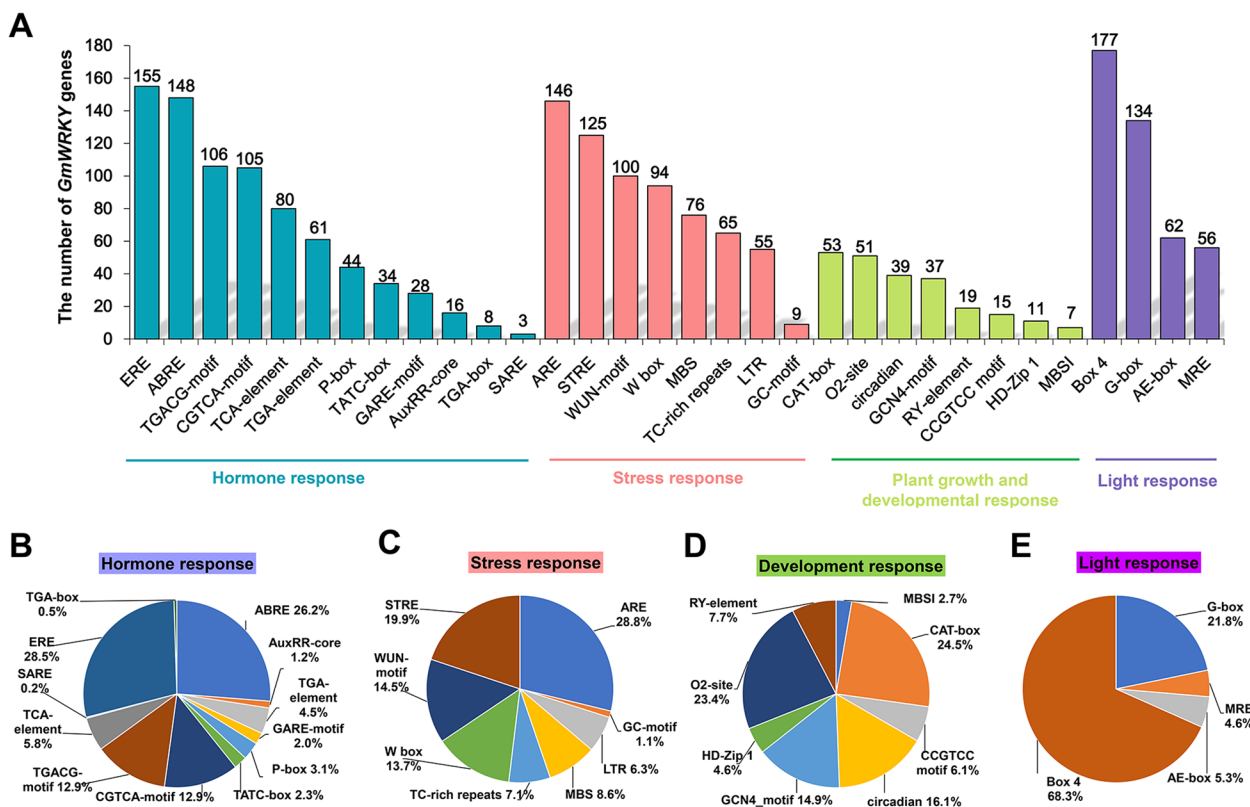 A
The number of GmWRKY genes
180
160
140
120
100
80
60
40
20
0
155 148 106 105 80 61 44 34 28 16 8 3 146 125 100 94 76 65 55 9 53 51 39 37 19 15 11 7 177 134 62 56
ERE
ABRE
TGACG-motif
CGTCA-motif
TCA-element
TGA-element
P-box
TATC-box
GARE-motif
AuxRR-core
TGA-box
SARE
ARE
STRE
WUN-motif
W box
MBS
TC-rich repeats
LTR
GC-motif
CAT-box
O2-site
circadian
GCN4-motif
RY-element
CCGTCC motif
HD-Zip 1
MBSI
Box 4
G-box
AE-box
MRE
Hormone response
Stress response
Plant growth and
developmental response
Light response
B
Hormone response
TGA-box
0.5%
ABRE 26.2%
ERE
28.5%
AuxRR-core
1.2%
SARE
0.2%
TGA-
element
4.5%
TCA-
element
5.8%
GARE-motif
2.0%
TGACG-
motif 12.9%
P-box 3.1%
CGTCA-motif 12.9%
TATC-box 2.3%
C
Stress response
STRE
19.9%
ARE
28.8%
WUN-
motif
14.5%
GC-motif
1.1%
W box
13.7%
LTR 6.3%
TC-rich repeats 7.1%
MBS 8.6%
D
Development response
RY-element
7.7%
MBSI 2.7%
CAT-box
24.5%
O2-site
23.4%
HD-Zip 1
4.6%
CCGTCC
motif 6.1%
GCN4_motif 14.9%
circadian 16.1%
E
Light response
G-box
21.8%
MRE
4.6%
AE-box 5.3%
Box 4
68.3%